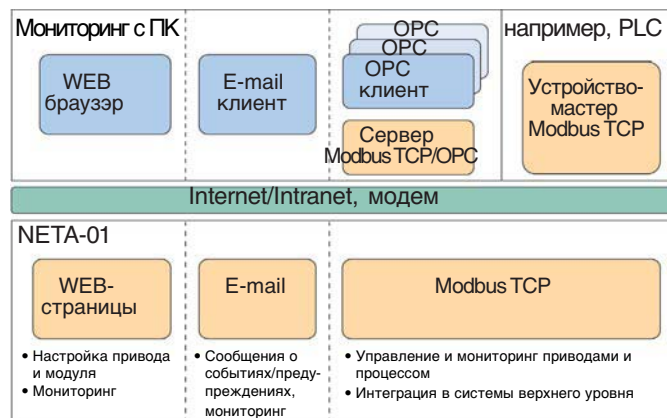 Мониторинг с ПК
например, PLC
WEB
браузэр
E-mail
клиент
OPC
OPC
OPC
клиент
Сервер
Modbus TCP/OPC
Устройство-
мастер
Modbus TCP
Internet/Intranet, модем
NETA-01
WEB-
страницы
E-mail
Modbus TCP
• Настройка привода
и модуля
• Мониторинг
• Сообщения о
событиях/преду-
преждениях,
мониторинг
• Управление и мониторинг приводами и
процессом
• Интеграция в системы верхнего уровня